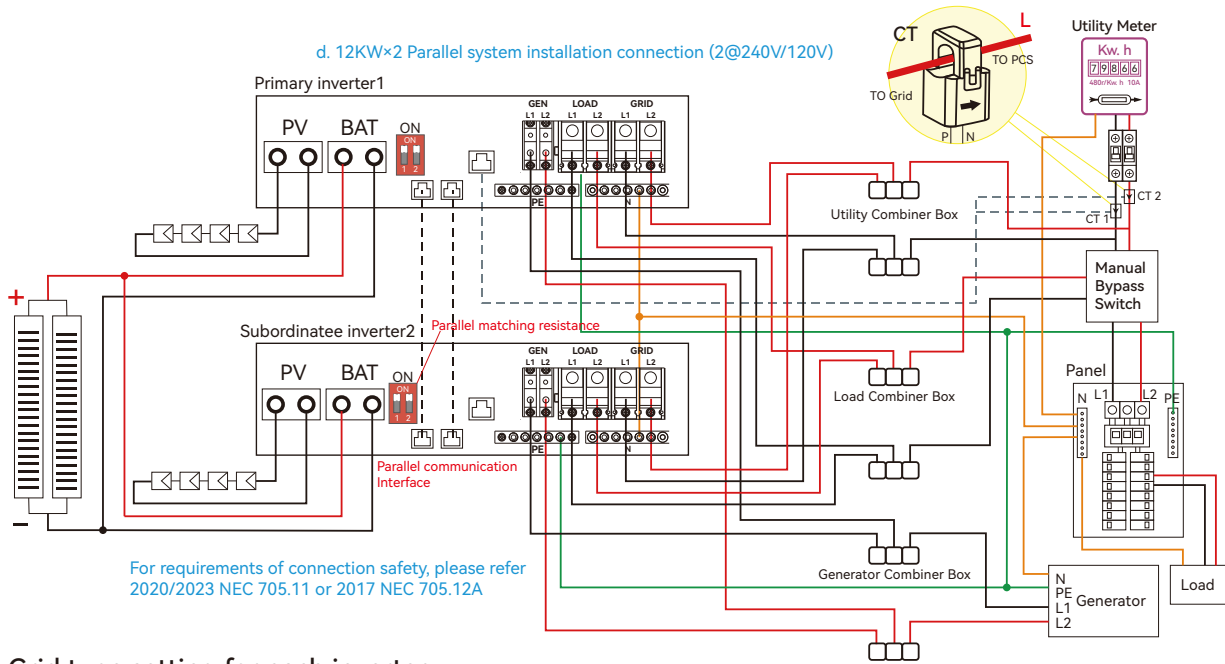 d. 12KW×2 Parallel system installation connection (2@240V/120V)
CT
L
TO PCS
TO Grid
P N
Utility Meter
Kw. h
79866
480r/Kw. h 10A
Primary inverter1
PV
BAT
ON
ON
1 2
GEN
LOAD
GRID
L1 L2 L1 L2 L1 L2
PE
N
Utility Combiner Box
CT 2
CT 1
Manual
Bypass
Switch
+
Subordinatee inverter2
Parallel matching resistance
PV
BAT
ON
ON
1 2
GEN
LOAD
GRID
L1 L2 L1 L2 L1 L2
PE
N
Load Combiner Box
Panel
N L1 L2 PE
Parallel communication
Interface
−
For requirements of connection safety, please refer
2020/2023 NEC 705.11 or 2017 NEC 705.12A
Generator Combiner Box
N
PE
L1
L2
Generator
Load